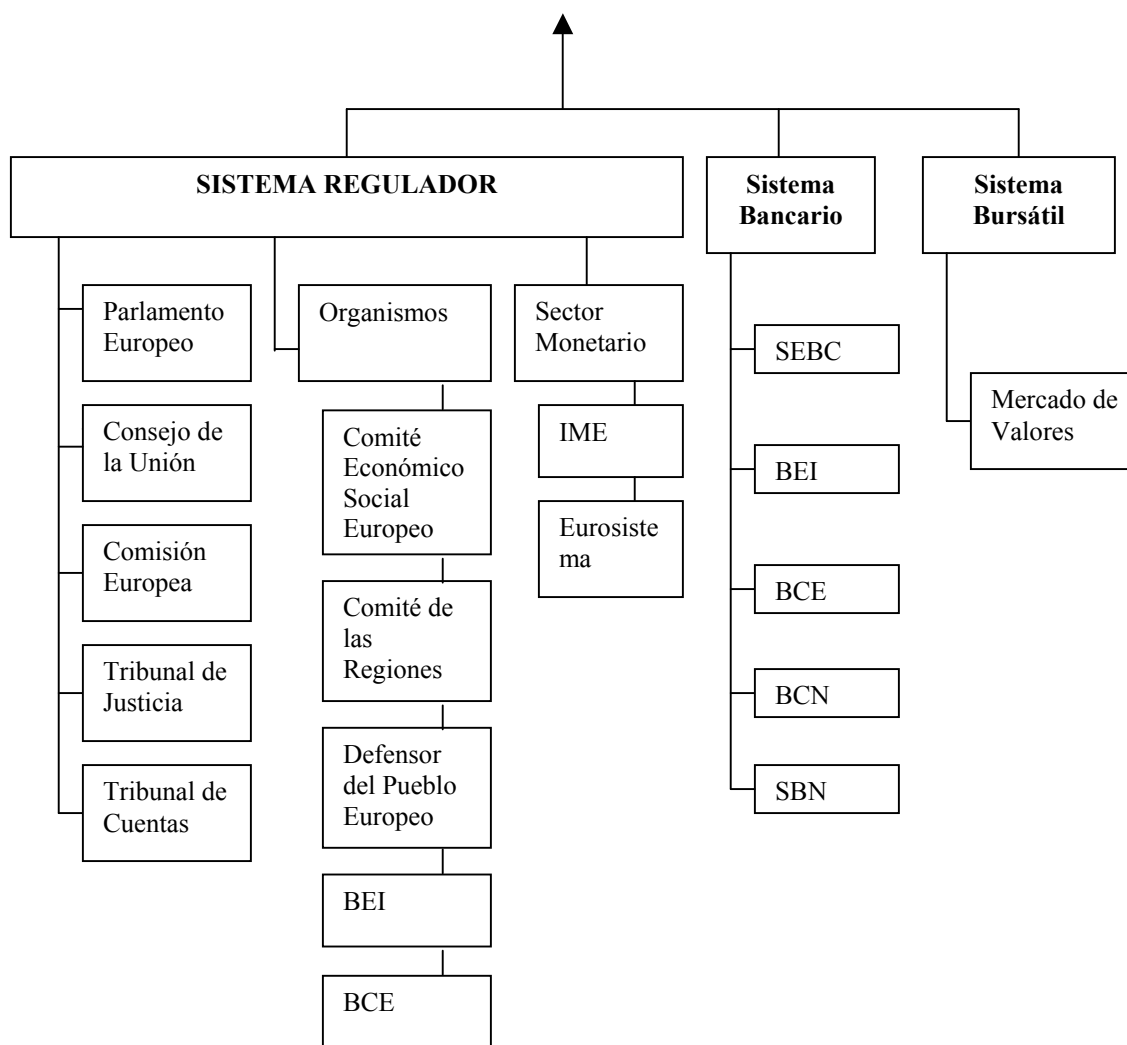 SISTEMA REGULADOR
Sistema
Bancario
Sistema
Bursátil
Parlamento
Europeo
Consejo de
la Unión
Comisión
Europea
Tribunal de
Justicia
Tribunal de
Cuentas
Organismos
Comité
Económico
Social
Europeo
Comité de
las
Regiones
Defensor
del Pueblo
Europeo
BEI
BCE
Sector
Monetario
IME
Eurosiste
ma
SEBC
BEI
BCE
BCN
SBN
Mercado de
Valores